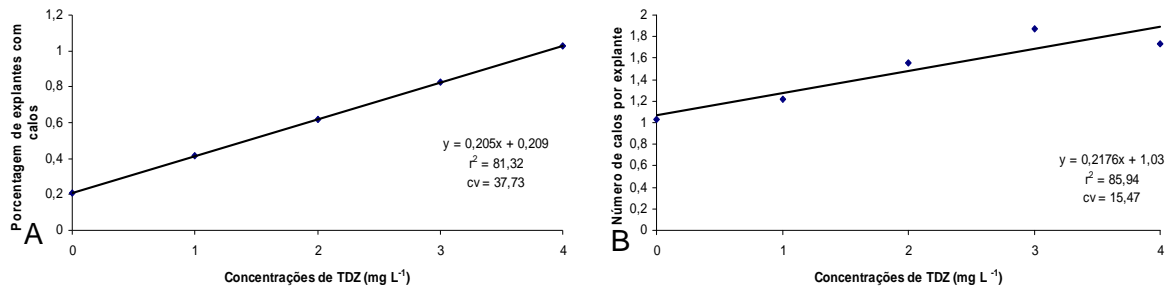 Porcentagem de explantes com
calos
1,2
1
0,8
0,6
0,4
0,2
0
y = 0,205x + 0,209
r² = 81,32
cv = 37,73
A
0 1 2 3 4
Concentrações de TDZ (mg L⁻¹)
Número de calos por explante
2
1,8
1,6
1,4
1,2
1
0,8
0,6
0,4
0,2
0
y = 0,2176x + 1,03
r² = 85,94
cv = 15,47
B
0 1 2 3 4
Concentrações de TDZ (mg L ⁻¹)